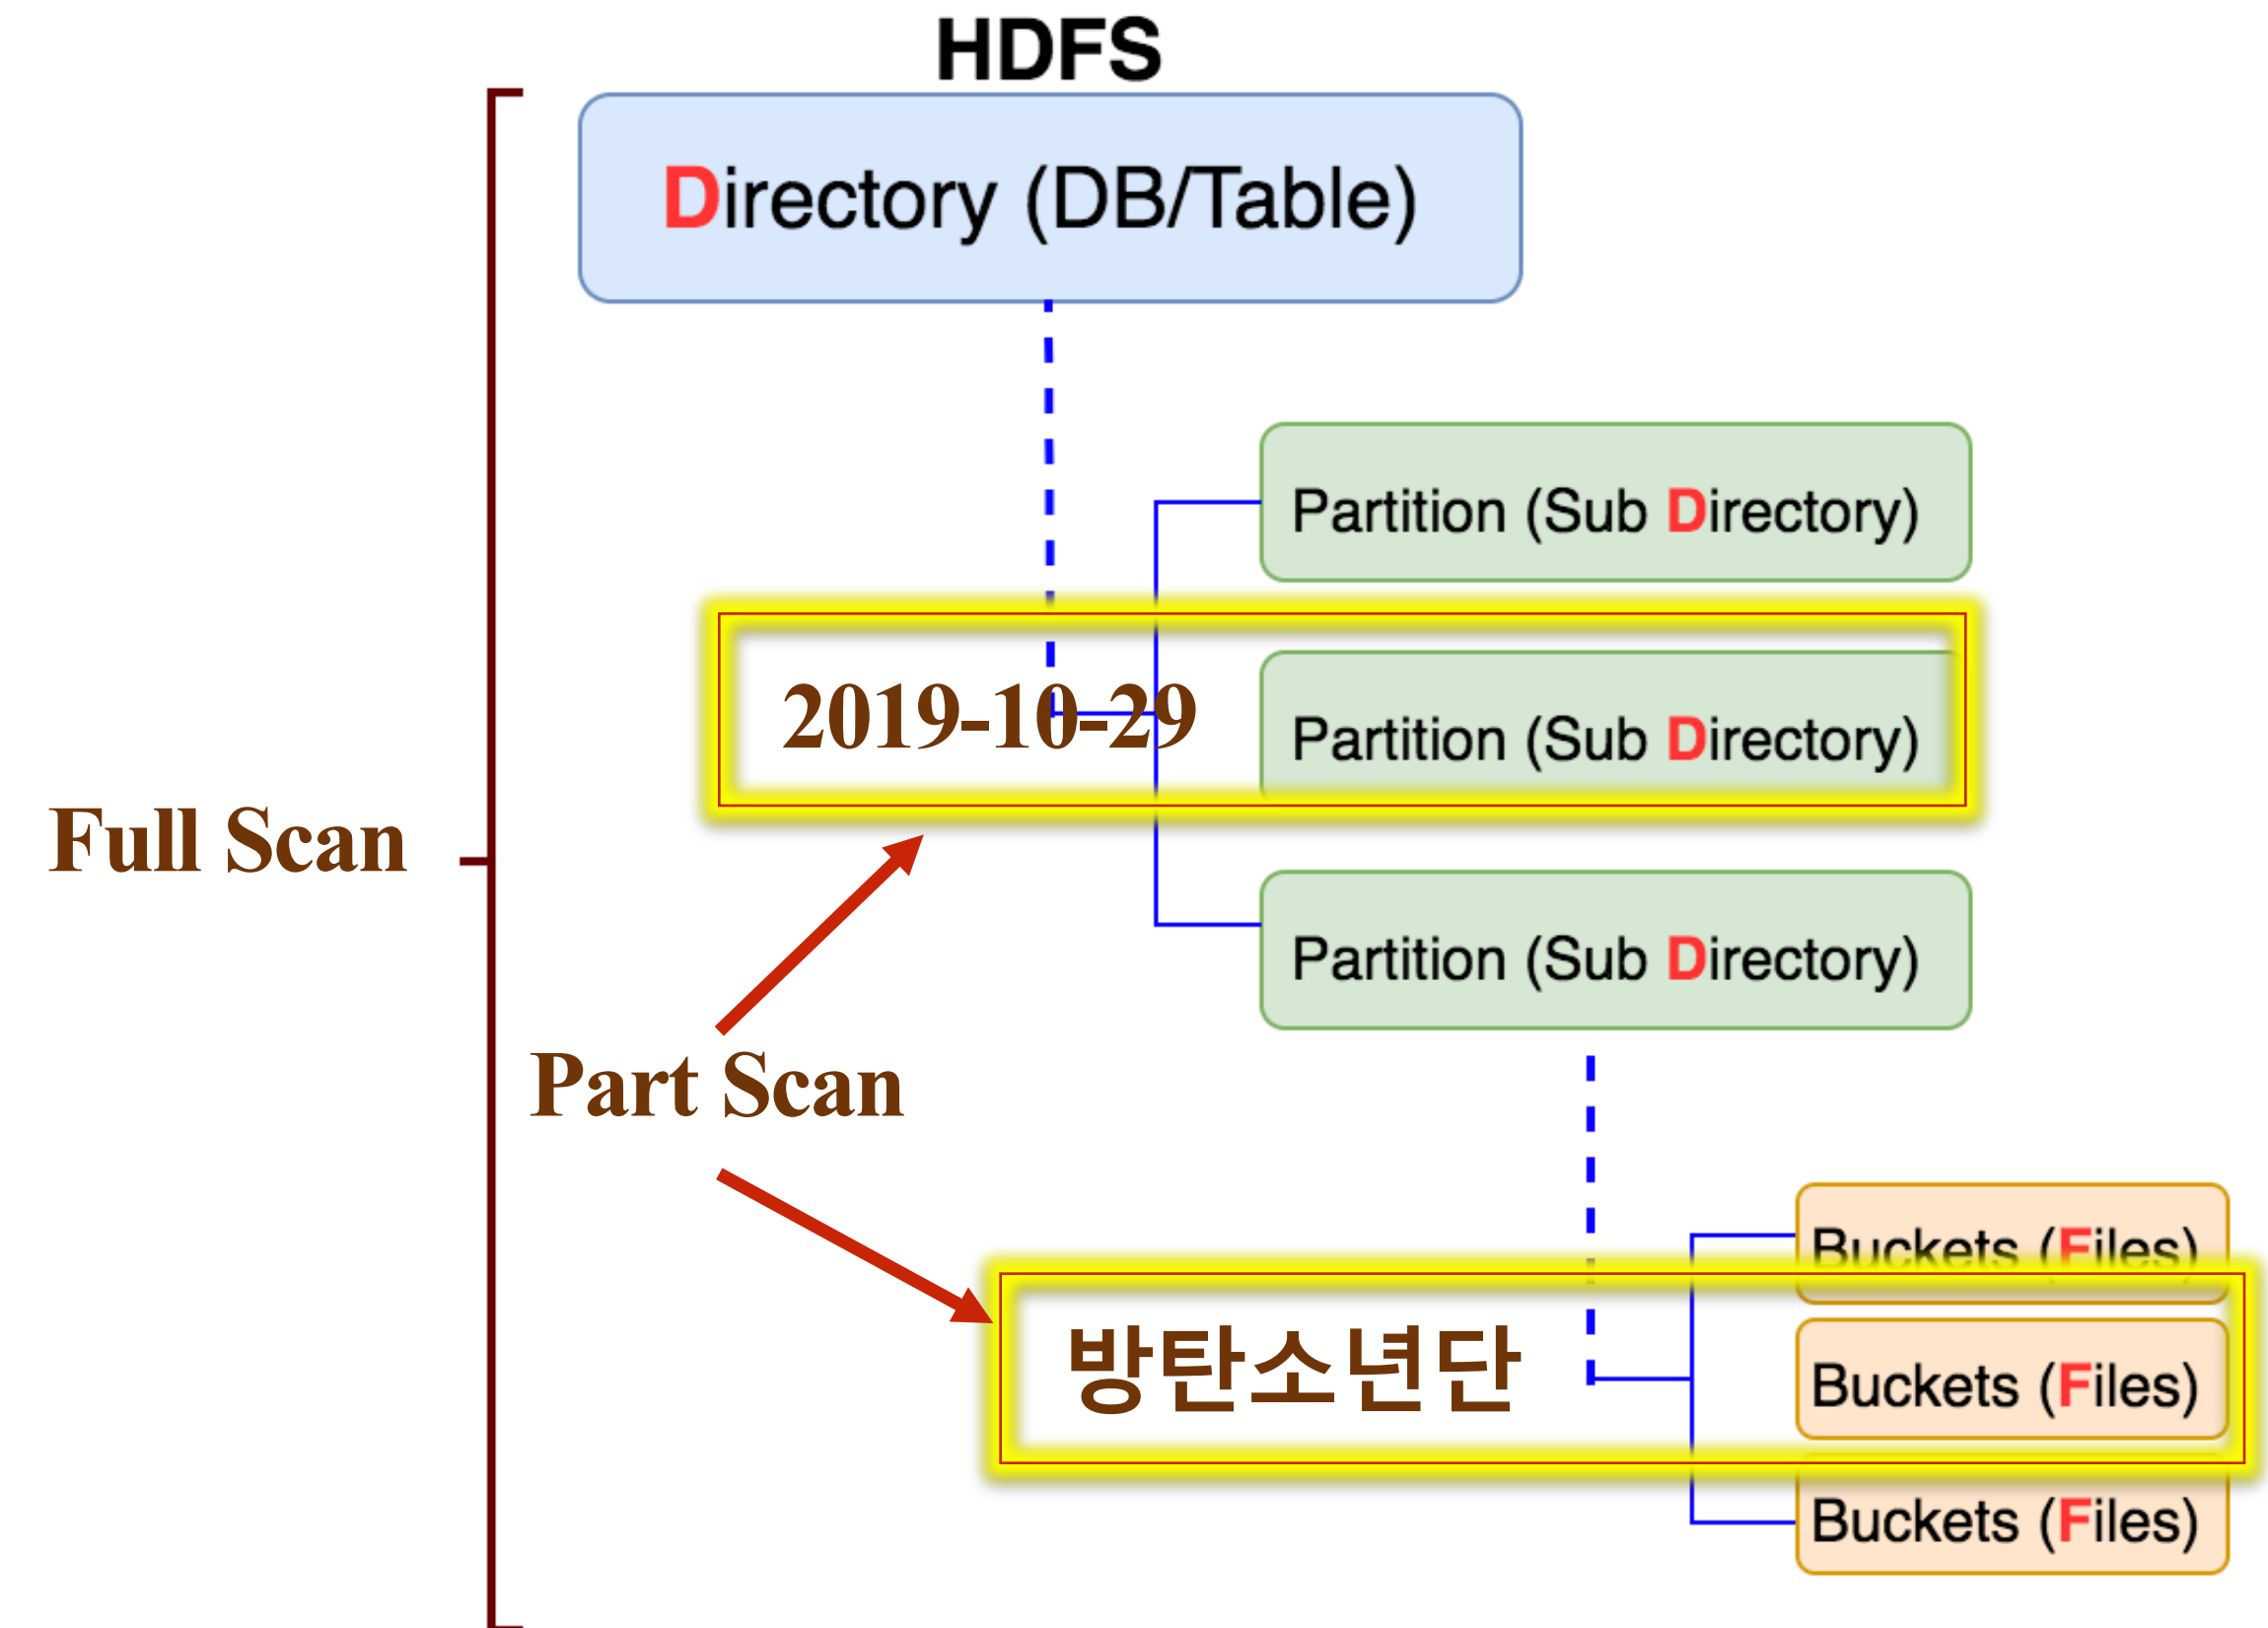 HDFS
Directory (DB/Table)
Partition (Sub Directory)
2019-10-29
Partition (Sub Directory)
Full Scan
Partition (Sub Directory)
Part Scan
Buckets (Files)
방탄소년단
Buckets (Files)
Buckets (Files)